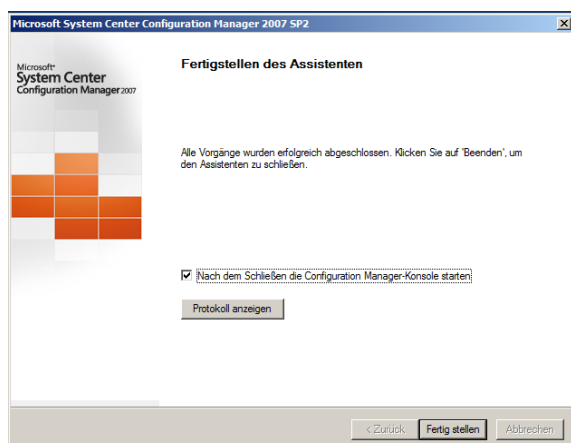 Microsoft System Center Configuration Manager 2007 SP2
Microsoft
System Center
Configuration Manager 2007
Fertigstellen des Assistenten
Alle Vorgänge wurden erfolgreich abgeschlossen. Klicken Sie auf 'Beenden', um
den Assistenten zu schließen.
Nach dem Schließen die Configuration Manager-Konsole starten
Protokoll anzeigen
< Zurück
Fertig stellen
Abbrechen